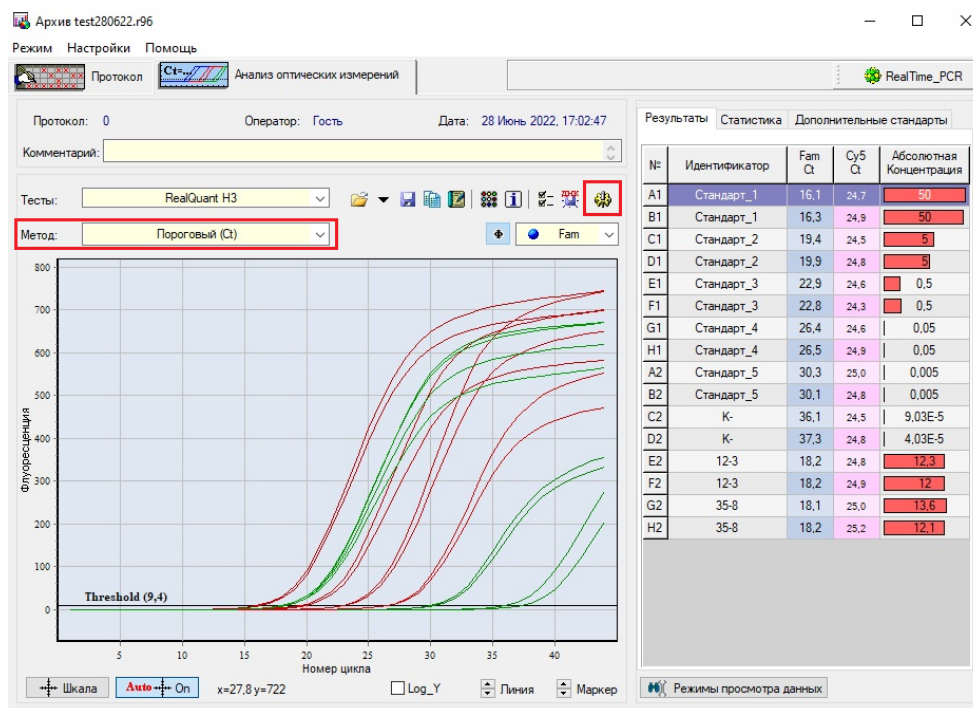 Архив test280622.r96
Режим Настройки Помощь
Протокол
Ct=...
Анализ оптических измерений
RealTime_PCR
Протокол: 0 Оператор: Гость Дата: 28 Июнь 2022, 17:02:47
Комментарий:
Тесты: RealQuant H3
Метод: Пороговый (Ct)
Ф
Fam
Флуоресценция
800
700
600
500
400
300
200
100
0
Threshold (9,4)
5 10 15 20 25 30 35 40
Номер цикла
Шкала Auto On x=27,8 y=722 Log_Y Линия Маркер
Результаты Статистика Дополнительные стандарты
№ Идентификатор Fam Ct Cy5 Ct Абсолютная Концентрация
A1 Стандарт_1 16,1 24,7 50
B1 Стандарт_1 16,3 24,9 50
C1 Стандарт_2 19,4 24,5 5
D1 Стандарт_2 19,9 24,8 5
E1 Стандарт_3 22,9 24,6 0,5
F1 Стандарт_3 22,8 24,3 0,5
G1 Стандарт_4 26,4 24,6 0,05
H1 Стандарт_4 26,5 24,9 0,05
A2 Стандарт_5 30,3 25,0 0,005
B2 Стандарт_5 30,1 24,8 0,005
C2 К- 36,1 24,5 9,03E-5
D2 К- 37,3 24,8 4,03E-5
E2 12-3 18,2 24,8 12,3
F2 12-3 18,2 24,9 12
G2 35-8 18,1 25,0 13,6
H2 35-8 18,2 25,2 12,1
Режимы просмотра данных